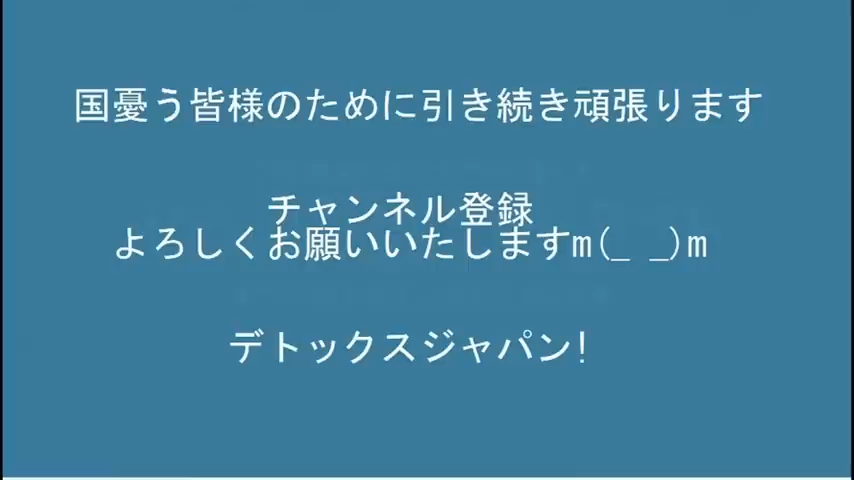 国憂う皆様のために引き続き頑張ります
チャンネル登録
よろしくお願いいたしますm(_ _)m
デトックスジャパン!